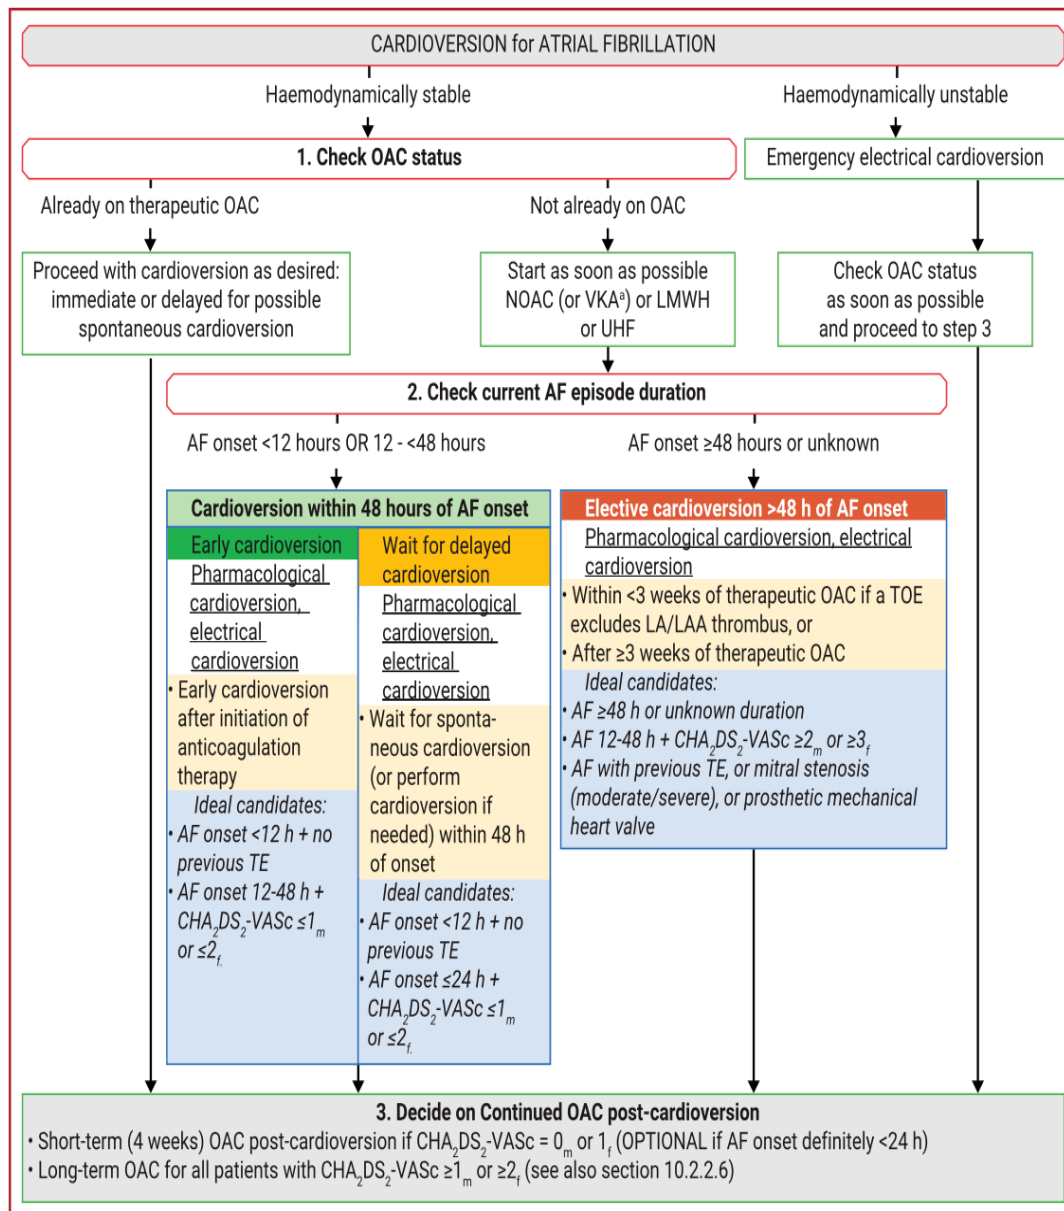 CARDIOVERSION for ATRIAL FIBRILLATION
Haemodynamically stable
Haemodynamically unstable
1. Check OAC status
Emergency electrical cardioversion
Already on therapeutic OAC
Not already on OAC
Proceed with cardioversion as desired:
immediate or delayed for possible
spontaneous cardioversion
Start as soon as possible
NOAC (or VKAᵃ) or LMWH
or UHF
Check OAC status
as soon as possible
and proceed to step 3
2. Check current AF episode duration
AF onset <12 hours OR 12 - <48 hours
AF onset ≥48 hours or unknown
Cardioversion within 48 hours of AF onset
Early cardioversion
Pharmacological
cardioversion,
electrical
cardioversion
• Early cardioversion
after initiation of
anticoagulation
therapy
Ideal candidates:
• AF onset <12 h + no
previous TE
• AF onset 12-48 h +
CHA₂DS₂-VASc ≤1ₘ
or ≤2f.
Wait for delayed
cardioversion
Pharmacological
cardioversion,
electrical
cardioversion
• Wait for sponta-
neous cardioversion
(or perform
cardioversion if
needed) within 48 h
of onset
Ideal candidates:
• AF onset <12 h + no
previous TE
• AF onset ≤24 h +
CHA₂DS₂-VASc ≤1ₘ
or ≤2f.
Elective cardioversion >48 h of AF onset
Pharmacological cardioversion, electrical
cardioversion
• Within <3 weeks of therapeutic OAC if a TOE
excludes LA/LAA thrombus, or
• After ≥3 weeks of therapeutic OAC
Ideal candidates:
• AF ≥48 h or unknown duration
• AF 12-48 h + CHA₂DS₂-VASc ≥2ₘ or ≥3f
• AF with previous TE, or mitral stenosis
(moderate/severe), or prosthetic mechanical
heart valve
3. Decide on Continued OAC post-cardioversion
• Short-term (4 weeks) OAC post-cardioversion if CHA₂DS₂-VASc = 0ₘ or 1f (OPTIONAL if AF onset definitely <24 h)
• Long-term OAC for all patients with CHA₂DS₂-VASc ≥1ₘ or ≥2f (see also section 10.2.2.6)